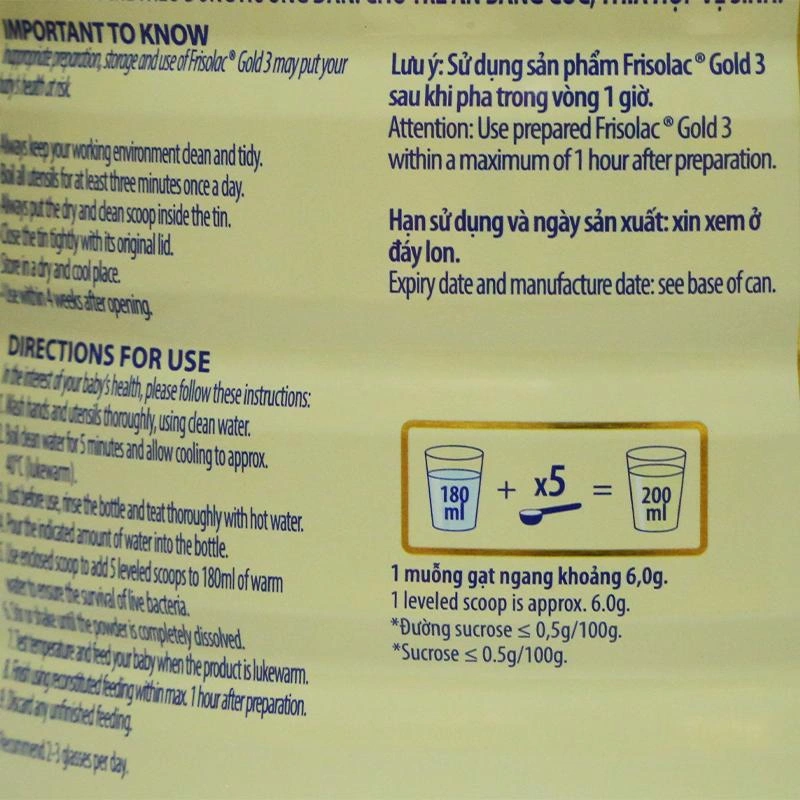 IMPORTANT TO KNOW
Inappropriate preparation, storage and use of Frisolac® Gold 3 may put your
baby's health at risk.
Always keep your working environment clean and tidy.
Boil all utensils for at least three minutes once a day.
Always put the dry and clean scoop inside the tin.
Close the tin tightly with its original lid.
Store in a dry and cool place.
Use within 4 weeks after opening.
DIRECTIONS FOR USE
In the interest of your baby's health, please follow these instructions:
1. Wash hands and utensils thoroughly, using clean water.
2. Boil clean water for 5 minutes and allow cooling to approx.
40°C (lukewarm).
3. Just before use, rinse the bottle and teat thoroughly with hot water.
4. Pour the indicated amount of water into the bottle.
5. Use enclosed scoop to add 5 leveled scoops to 180ml of warm
water to ensure the survival of live bacteria.
6. Stir or shake until the powder is completely dissolved.
7. Test temperature and feed your baby when the product is lukewarm.
8. Finish using reconstituted feeding within max. 1 hour after preparation.
9. Discard any unfinished feeding.
Recommend 2-3 glasses per day.
Lưu ý: Sử dụng sản phẩm Frisolac® Gold 3
sau khi pha trong vòng 1 giờ.
Attention: Use prepared Frisolac® Gold 3
within a maximum of 1 hour after preparation.
Hạn sử dụng và ngày sản xuất: xin xem ở
đáy lon.
Expiry date and manufacture date: see base of can.
180 ml + x5 = 200 ml
1 muỗng gạt ngang khoảng 6,0g.
1 leveled scoop is approx. 6.0g.
*Đường sucrose ≤ 0,5g/100g.
*Sucrose ≤ 0.5g/100g.